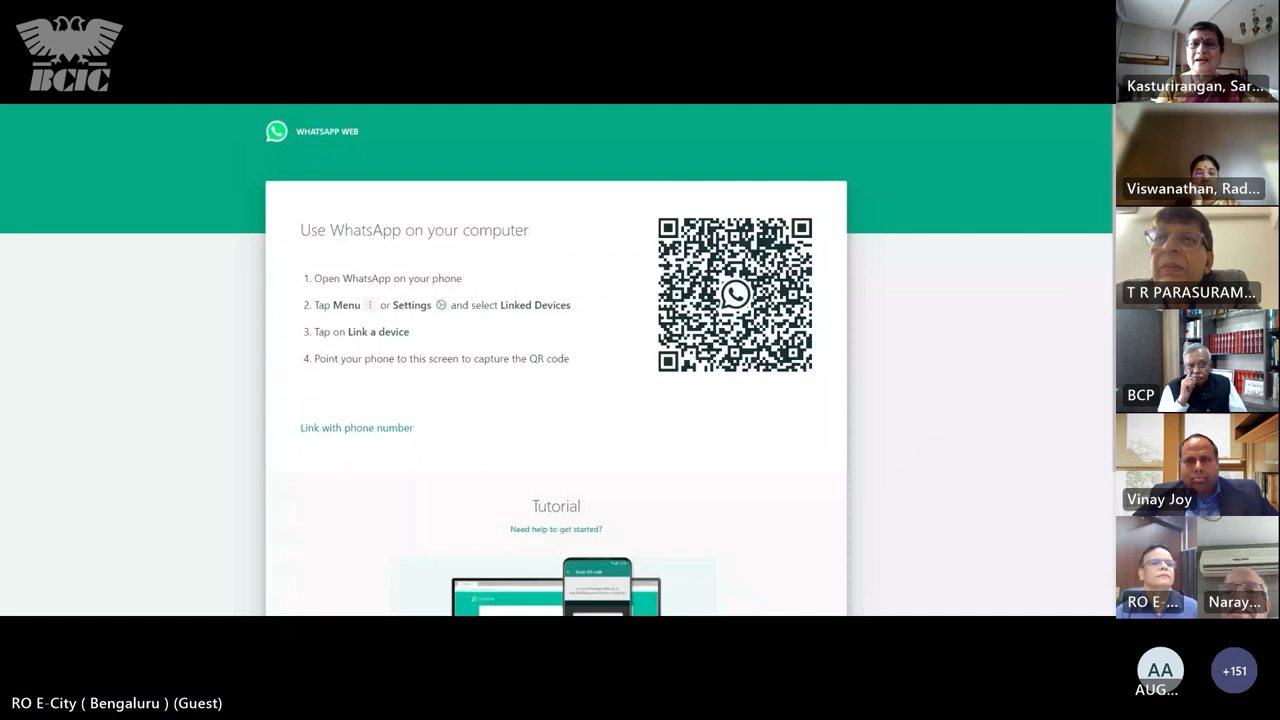 BCIC
WHATSAPP WEB
Use WhatsApp on your computer
1. Open WhatsApp on your phone
2. Tap Menu or Settings and select Linked Devices
3. Tap on Link a device
4. Point your phone to this screen to capture the QR code
Link with phone number
Tutorial
Need help to get started?
Kasturirangan, Sar...
Viswanathan, Rad...
T R PARASURAM...
BCP
Vinay Joy
RO E-...
Naray...
AA
AUG...
+151
RO E-City ( Bengaluru ) (Guest)